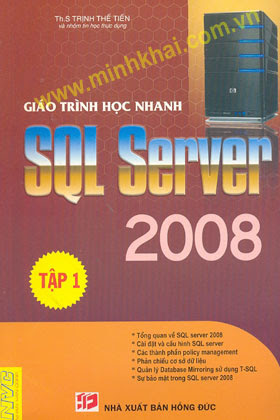 Th.S TRỊNH THẾ TIẾN
và nhóm tin học thực dụng
www.minhkhai.com.vn
GIÁO TRÌNH HỌC NHANH
SQL Server
2008
TẬP 1
* Tổng quan về SQL server 2008
* Cài đặt và cấu hình SQL server
* Các thành phần policy management
* Phản chiếu cơ sở dữ liệu
* Quản lý Database Mirroring sử dụng T-SQL
* Sự bảo mật trong SQL server 2008
NVC
NHÀ XUẤT BẢN HỒNG ĐỨC